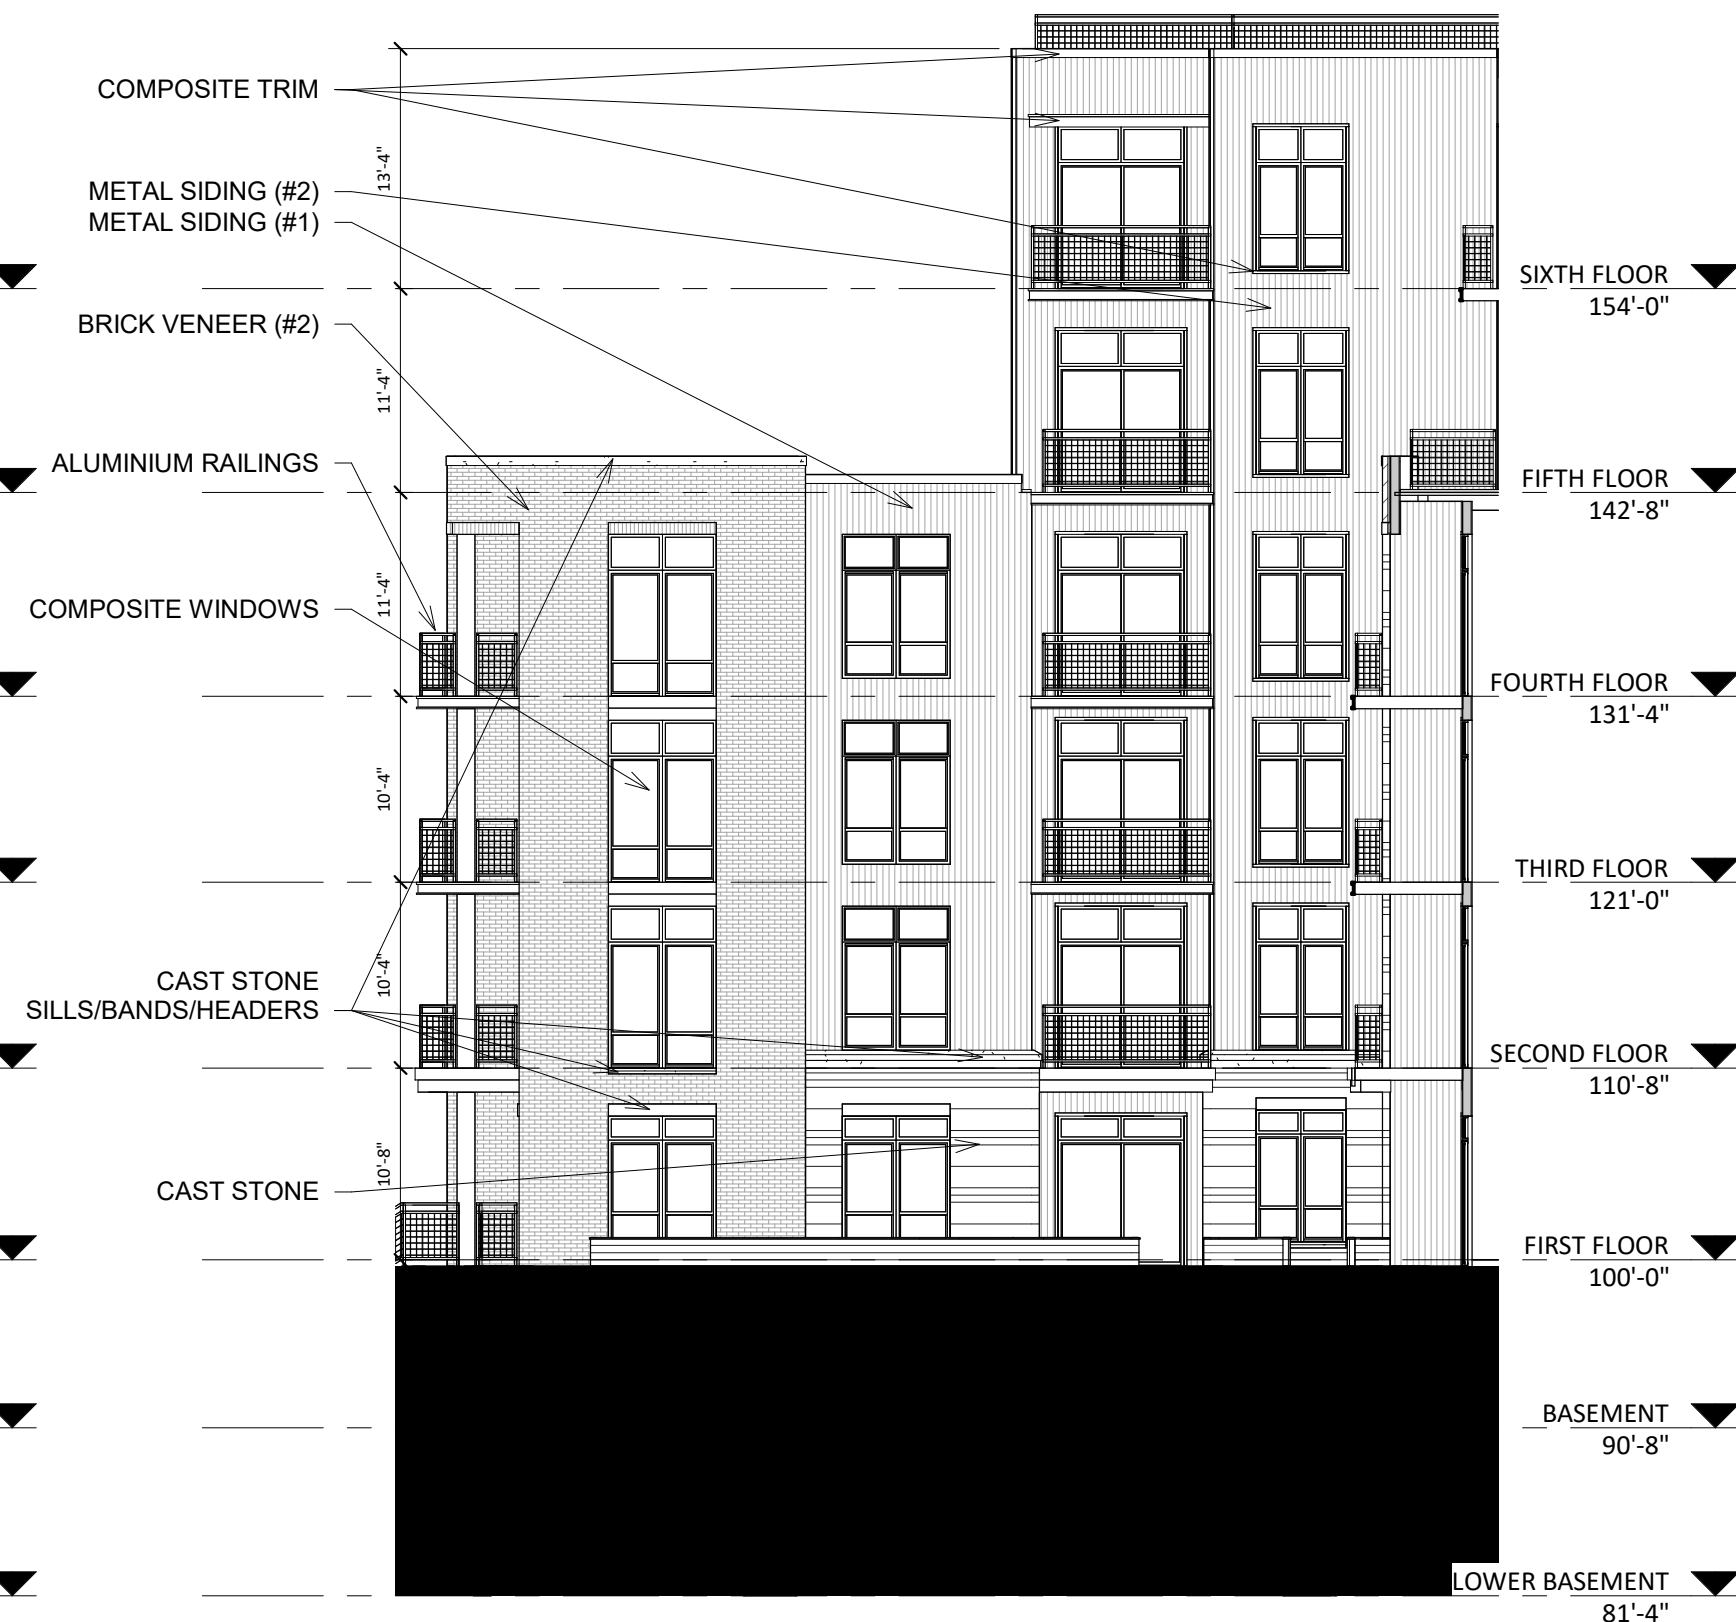 COMPOSITE TRIM
13'-4"
METAL SIDING (#2)
METAL SIDING (#1)
SIXTH FLOOR
154'-0"
BRICK VENEER (#2)
11'-4"
ALUMINIUM RAILINGS
FIFTH FLOOR
142'-8"
11'-4"
COMPOSITE WINDOWS
FOURTH FLOOR
131'-4"
10'-4"
THIRD FLOOR
121'-0"
10'-4"
CAST STONE
SILLS/BANDS/HEADERS
SECOND FLOOR
110'-8"
10'-8"
CAST STONE
FIRST FLOOR
100'-0"
BASEMENT
90'-8"
LOWER BASEMENT
81'-4"